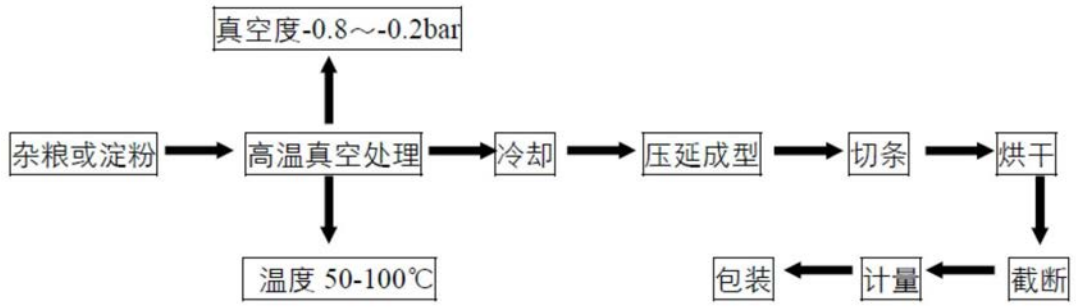 真空度-0.8～-0.2bar
杂粮或淀粉
高温真空处理
冷却
压延成型
切条
烘干
温度 50-100℃
包装
计量
截断